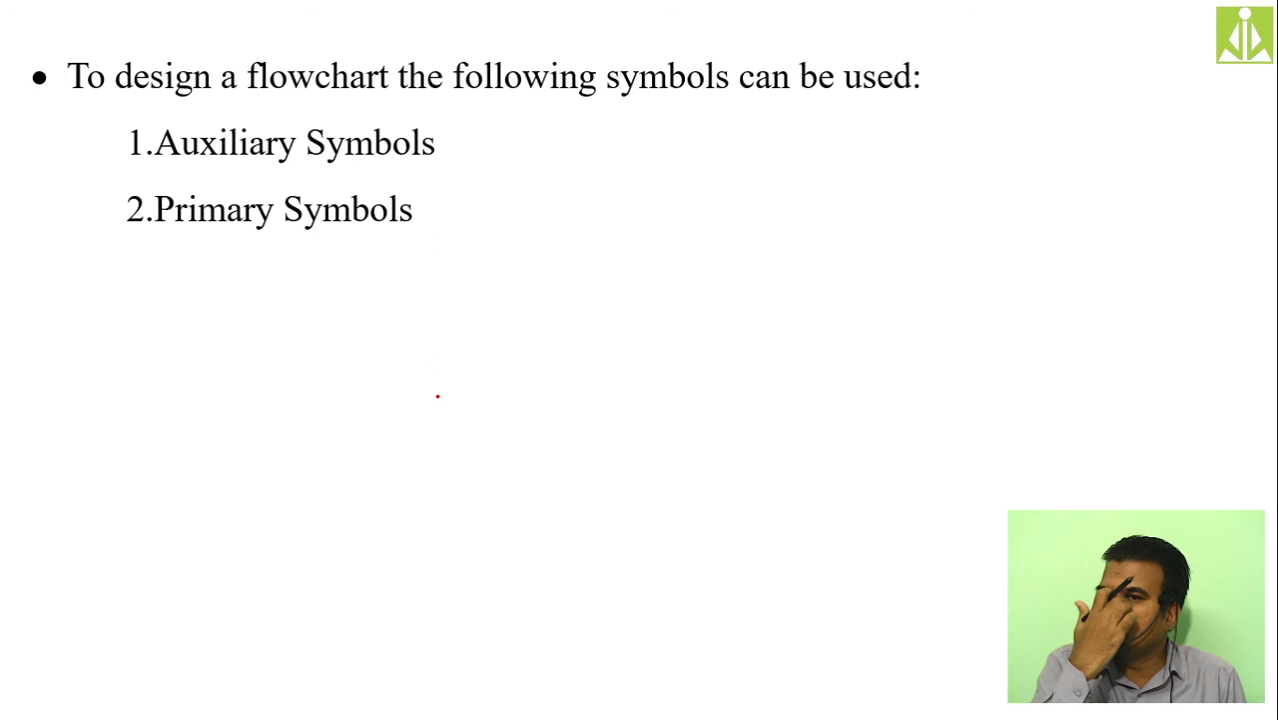 • To design a flowchart the following symbols can be used:
1.Auxiliary Symbols
2.Primary Symbols